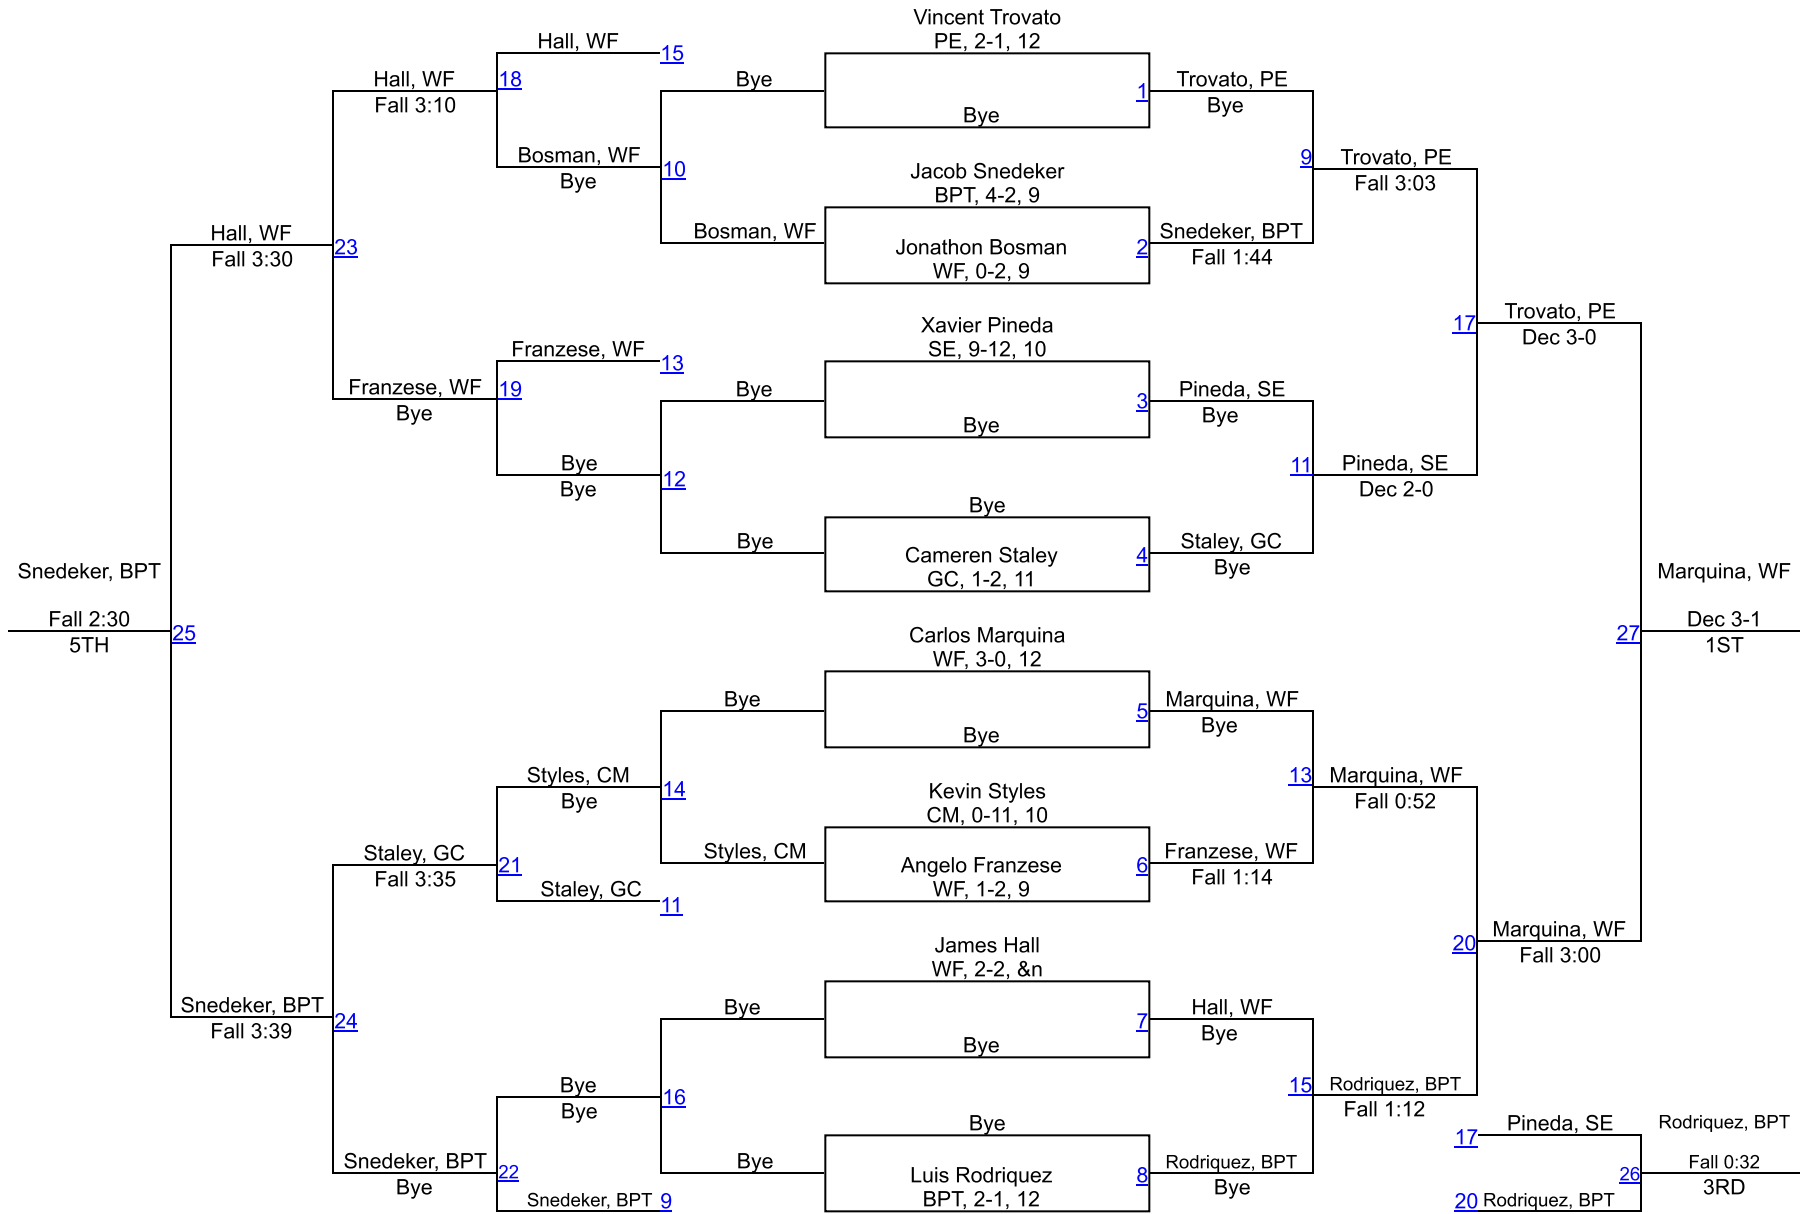 Vincent Trovato
PE, 2-1, 12
Hall, WF
15
Hall, WF
18
Bye
1
Trovato, PE
Fall 3:10
Bye
Bye
Bosman, WF
10
Bye
Jacob Snedeker
BPT, 4-2, 9
9
Trovato, PE
Fall 3:03
Hall, WF
23
Fall 3:30
Bosman, WF
Jonathon Bosman
WF, 0-2, 9
2
Snedeker, BPT
Fall 1:44
Xavier Pineda
SE, 9-12, 10
17
Trovato, PE
Dec 3-0
Franzese, WF
13
Franzese, WF
19
Bye
Bye
3
Pineda, SE
Bye
Bye
Bye
Bye
12
11
Pineda, SE
Dec 2-0
Bye
Bye
Cameren Staley
GC, 1-2, 11
4
Staley, GC
Bye
Snedeker, BPT
Fall 2:30
5TH
25
Marquina, WF
27
Dec 3-1
1ST
Carlos Marquina
WF, 3-0, 12
Bye
5
Marquina, WF
Bye
Bye
Styles, CM
Bye
14
Kevin Styles
CM, 0-11, 10
13
Marquina, WF
Fall 0:52
Staley, GC
Fall 3:35
21
Styles, CM
Angelo Franzese
WF, 1-2, 9
6
Franzese, WF
Fall 1:14
Staley, GC
11
James Hall
WF, 2-2, &n
20
Marquina, WF
Fall 3:00
Snedeker, BPT
Fall 3:39
24
Bye
7
Hall, WF
Bye
Bye
Bye
Bye
16
15
Rodriquez, BPT
Fall 1:12
Bye
Snedeker, BPT
Bye
22
Bye
Luis Rodriquez
BPT, 2-1, 12
8
Rodriquez, BPT
Bye
Snedeker, BPT
9
17
Pineda, SE
Rodriquez, BPT
26
Fall 0:32
3RD
20
Rodriquez, BPT